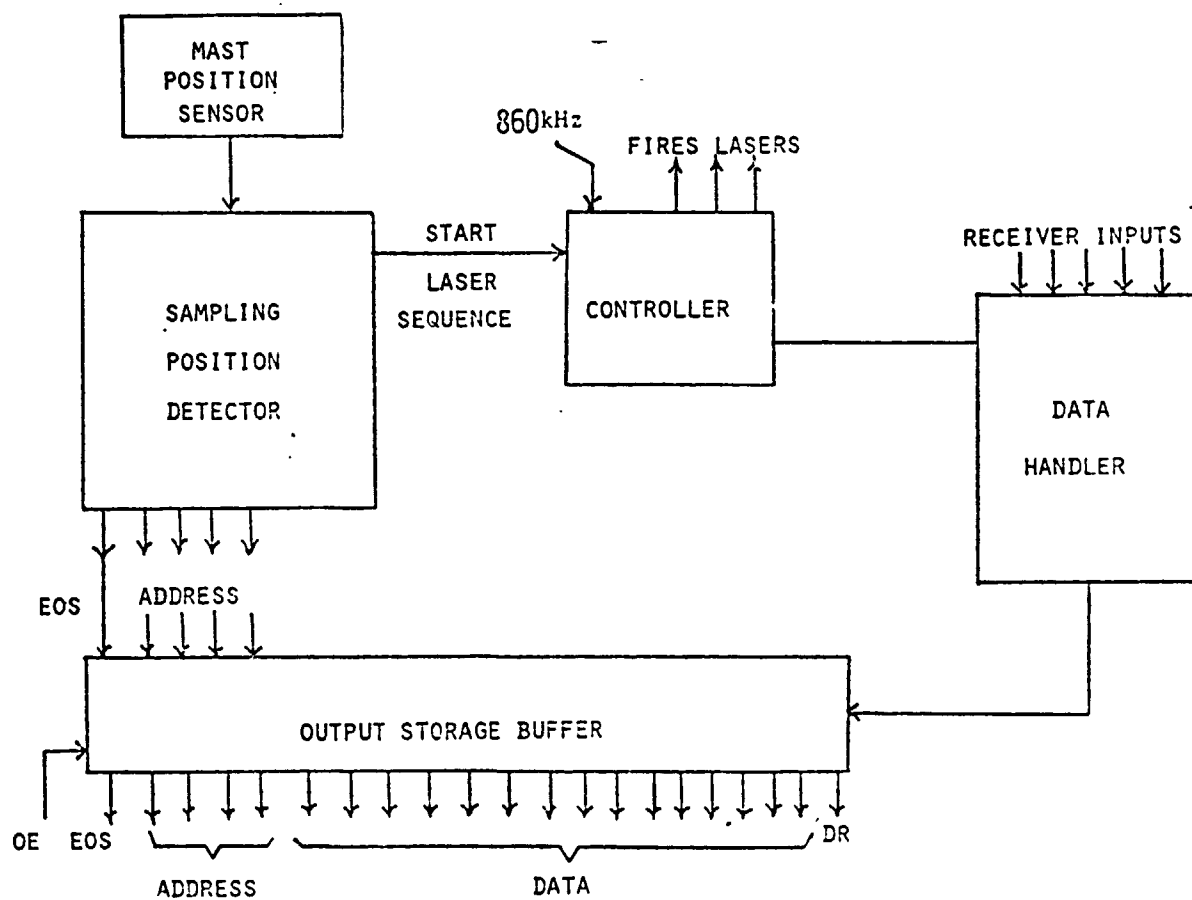 MAST
POSITION
SENSOR
860kHz
FIRES LASERS
START
LASER
SEQUENCE
RECEIVER INPUTS
SAMPLING
POSITION
DETECTOR
CONTROLLER
DATA
HANDLER
EOS
ADDRESS
OUTPUT STORAGE BUFFER
OE
EOS
DR
ADDRESS
DATA